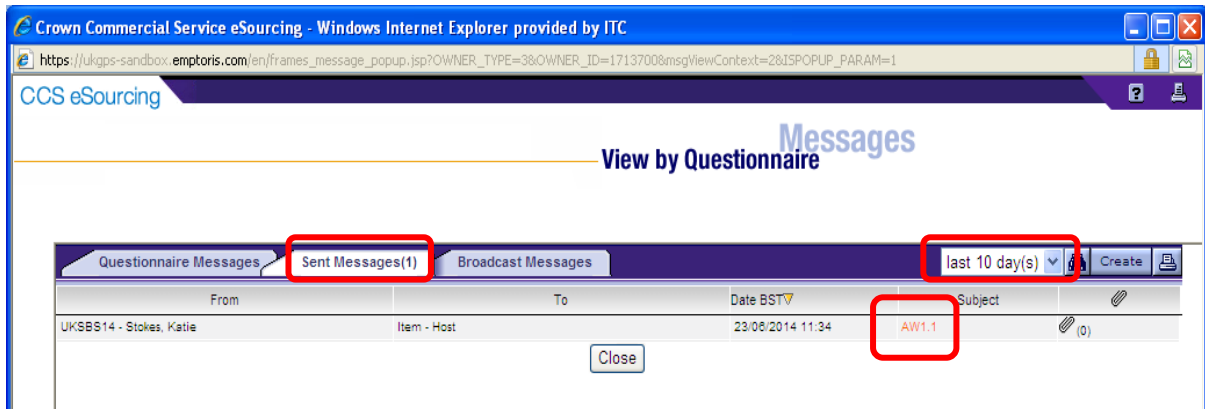 Crown Commercial Service eSourcing - Windows Internet Explorer provided by ITC
https://ukgps-sandbox.emptoris.com/en/frames_message_popup.jsp?OWNER_TYPE=3&OWNER_ID=17137008&msgViewContext=2&ISPOPUP_PARAM=1
CCS eSourcing ?
Messages
View by Questionnaire
Questionnaire Messages Sent Messages(1) Broadcast Messages last 10 day(s) Create
From To Date BST Subject
UKSBS14 - Stokes, Katie Item - Host 23/06/2014 11:34 AW1.1 (0)
Close